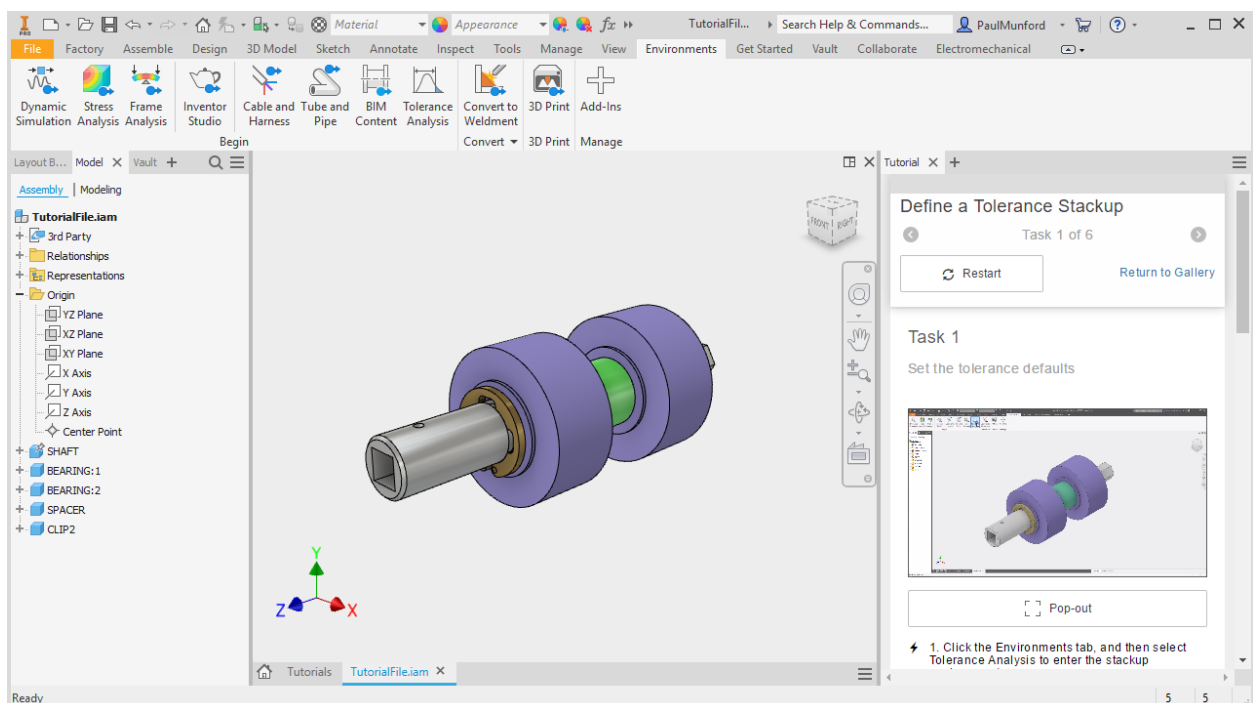 PRO Material Appearance fx TutorialFil... Search Help & Commands... PaulMunford ?
File Factory Assemble Design 3D Model Sketch Annotate Inspect Tools Manage View Environments Get Started Vault Collaborate Electromechanical
Dynamic Simulation
Stress Analysis
Frame Analysis
Inventor Studio
Cable and Harness
Tube and Pipe
BIM Content
Tolerance Analysis
Convert to Weldment
3D Print
Add-Ins
Begin Convert 3D Print Manage
Layout B... Model Vault
Assembly | Modeling
TutorialFile.iam
3rd Party
Relationships
Representations
Origin
YZ Plane
XZ Plane
XY Plane
X Axis
Y Axis
Z Axis
Center Point
SHAFT
BEARING:1
BEARING:2
SPACER
CLIP2
FRONT RIGHT
Y
Z X
Tutorials TutorialFile.iam
Tutorial
Define a Tolerance Stackup
Task 1 of 6
Restart Return to Gallery
Task 1
Set the tolerance defaults
Pop-out
1. Click the Environments tab, and then select
Tolerance Analysis to enter the stackup
Ready 5 5